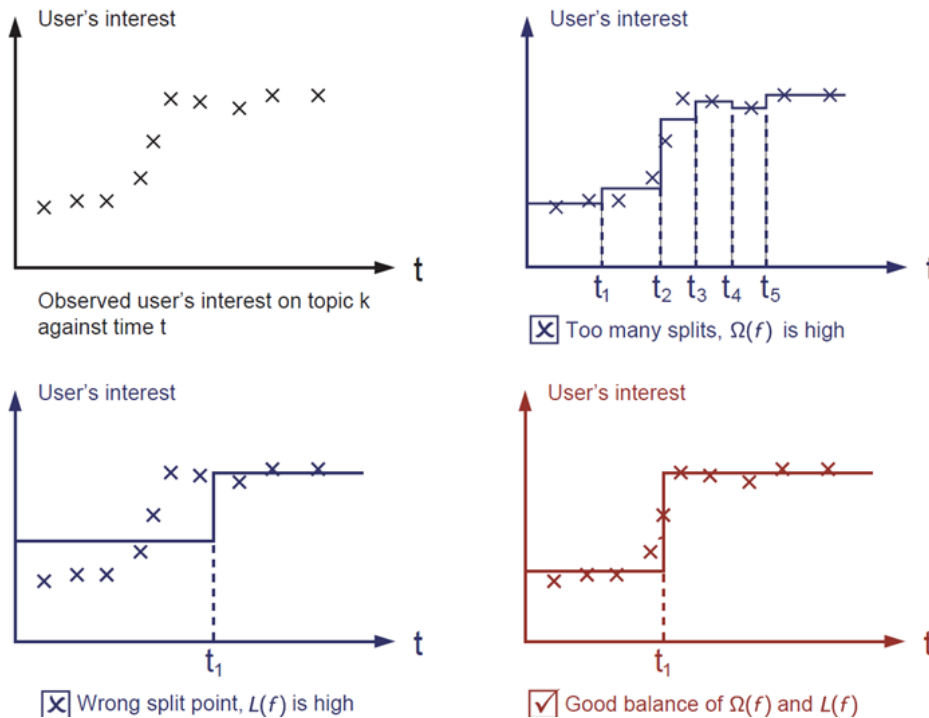 User's interest
t
Observed user's interest on topic k
against time t
User's interest
t
t₁ t₂ t₃ t₄ t₅
Too many splits, Ω(f) is high
User's interest
t
t₁
Wrong split point, L(f) is high
User's interest
t
t₁
Good balance of Ω(f) and L(f)